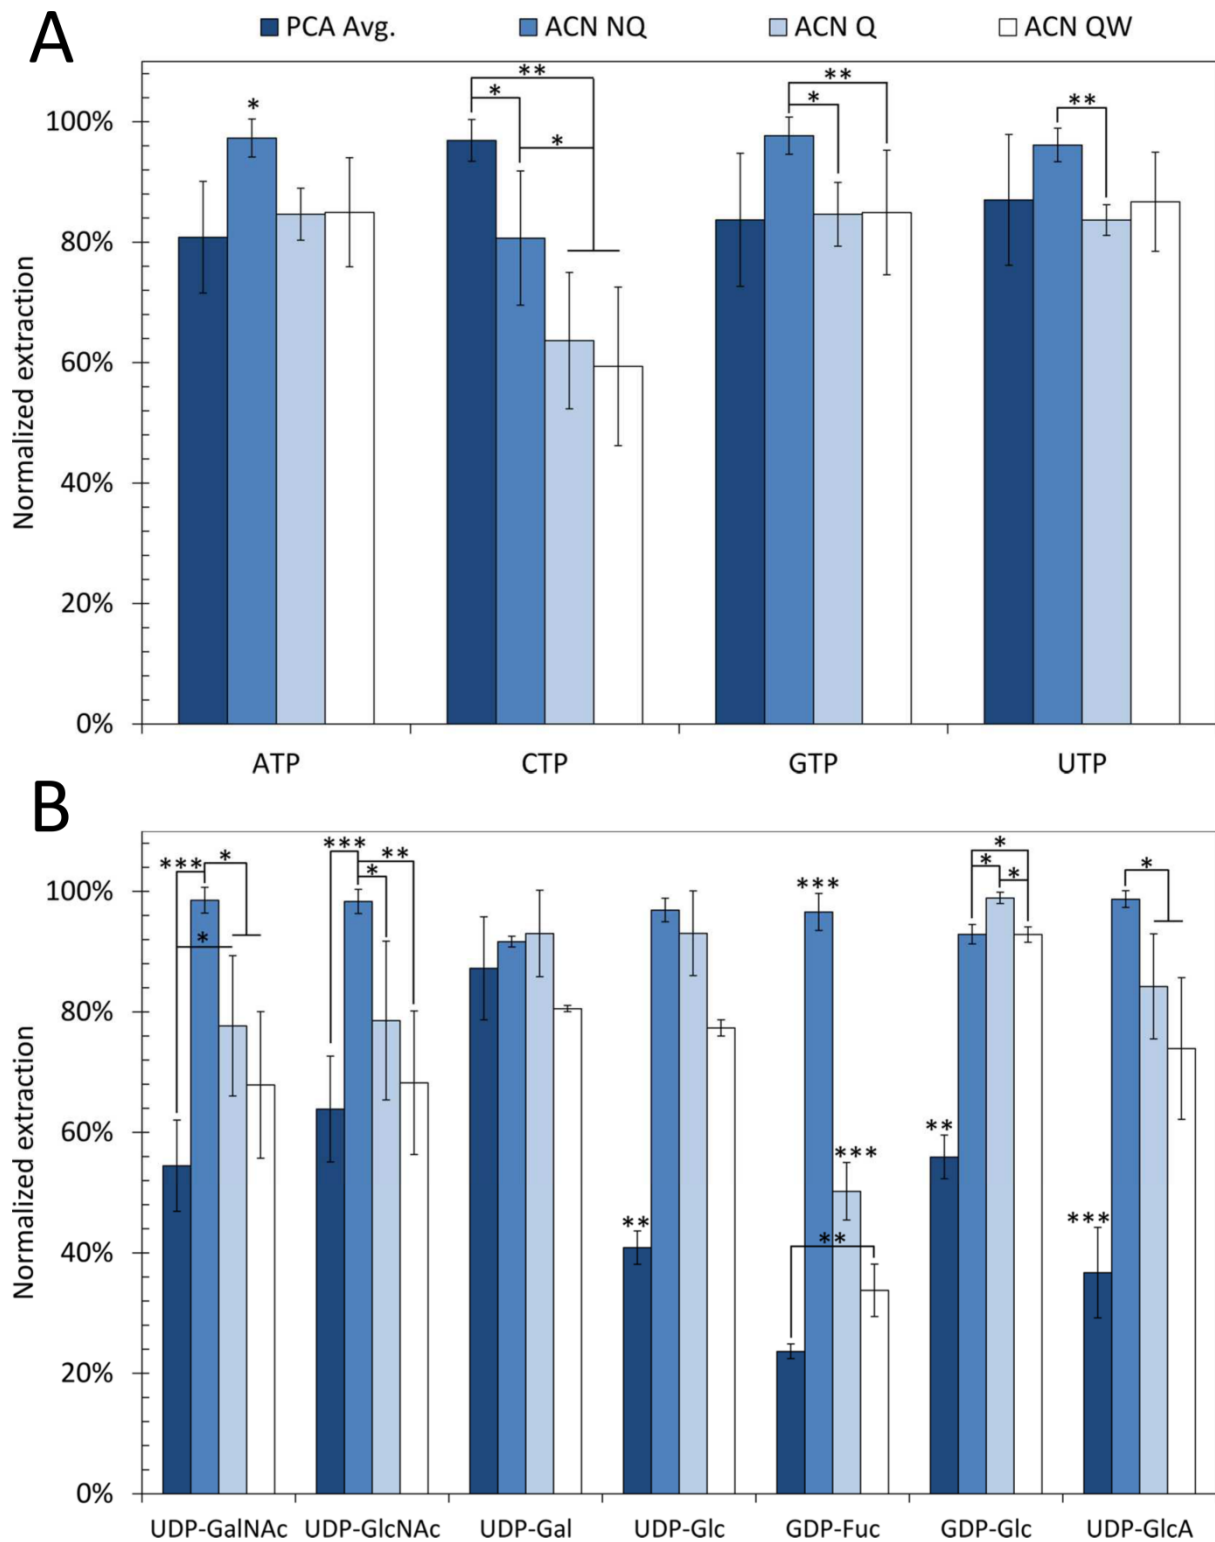 A
PCA Avg. ACN NQ ACN Q ACN QW
Normalized extraction
100%
80%
60%
40%
20%
0%
* ** * * ** * **
ATP CTP GTP UTP
B
Normalized extraction
100%
80%
60%
40%
20%
0%
*** * * *** ** * ** *** *** ** ** * * * * ***
UDP-GalNAc UDP-GlcNAc UDP-Gal UDP-Glc GDP-Fuc GDP-Glc UDP-GlcA